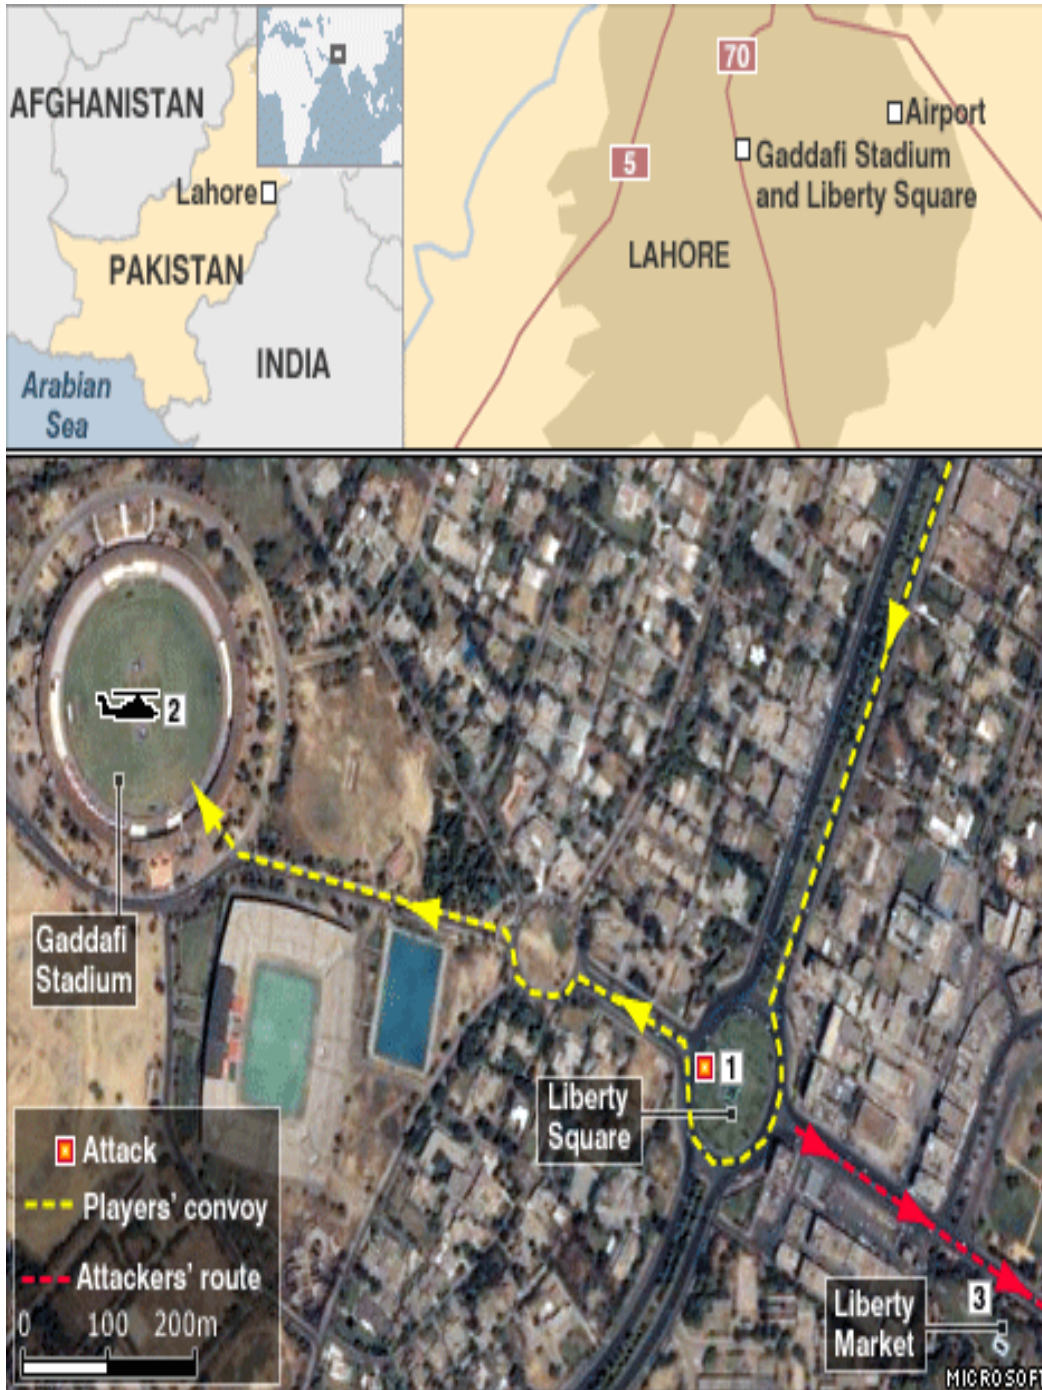 AFGHANISTAN
Lahore
PAKISTAN
INDIA
Arabian
Sea
70
Airport
5
Gaddafi Stadium
and Liberty Square
LAHORE
2
Gaddafi
Stadium
1
Liberty
Square
Attack
Players' convoy
Attackers' route
0 100 200m
3
Liberty
Market
MICROSOFT